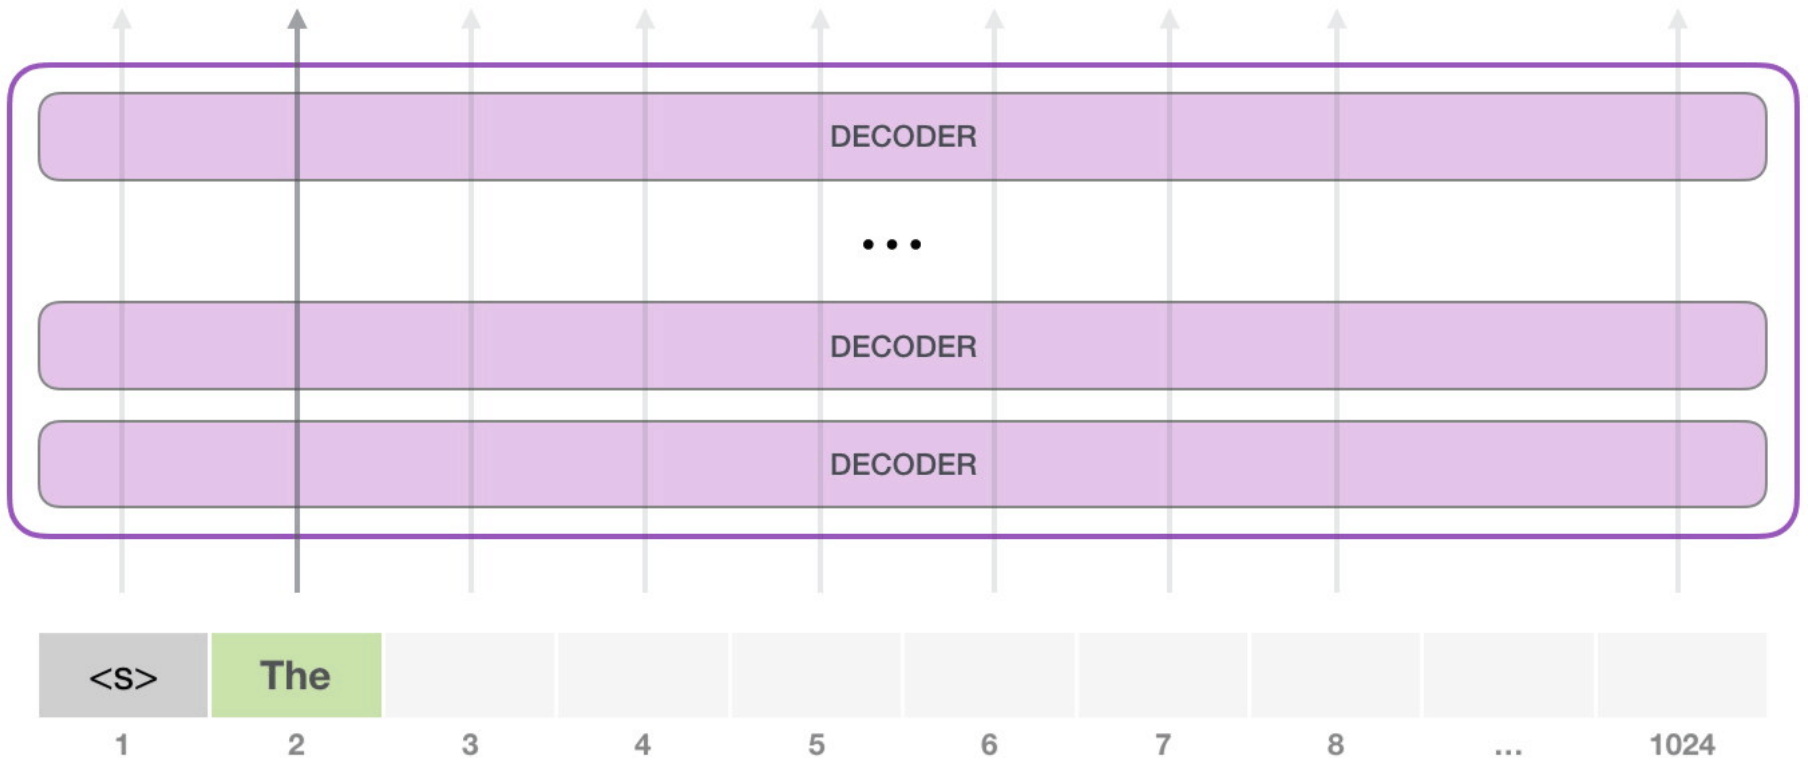 DECODER
...
DECODER
DECODER
<s> The
1 2 3 4 5 6 7 8 ... 1024